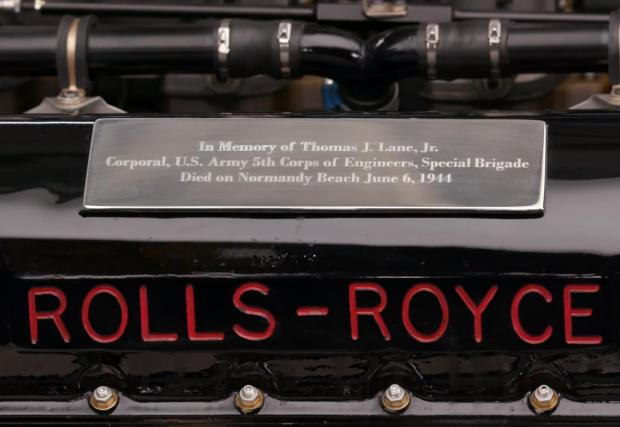 In Memory of Thomas J. Lane, Jr.
Corporal, U.S. Army 5th Corps of Engineers, Special Brigade
Died on Normandy Beach June 6, 1944
ROLLS-ROYCE